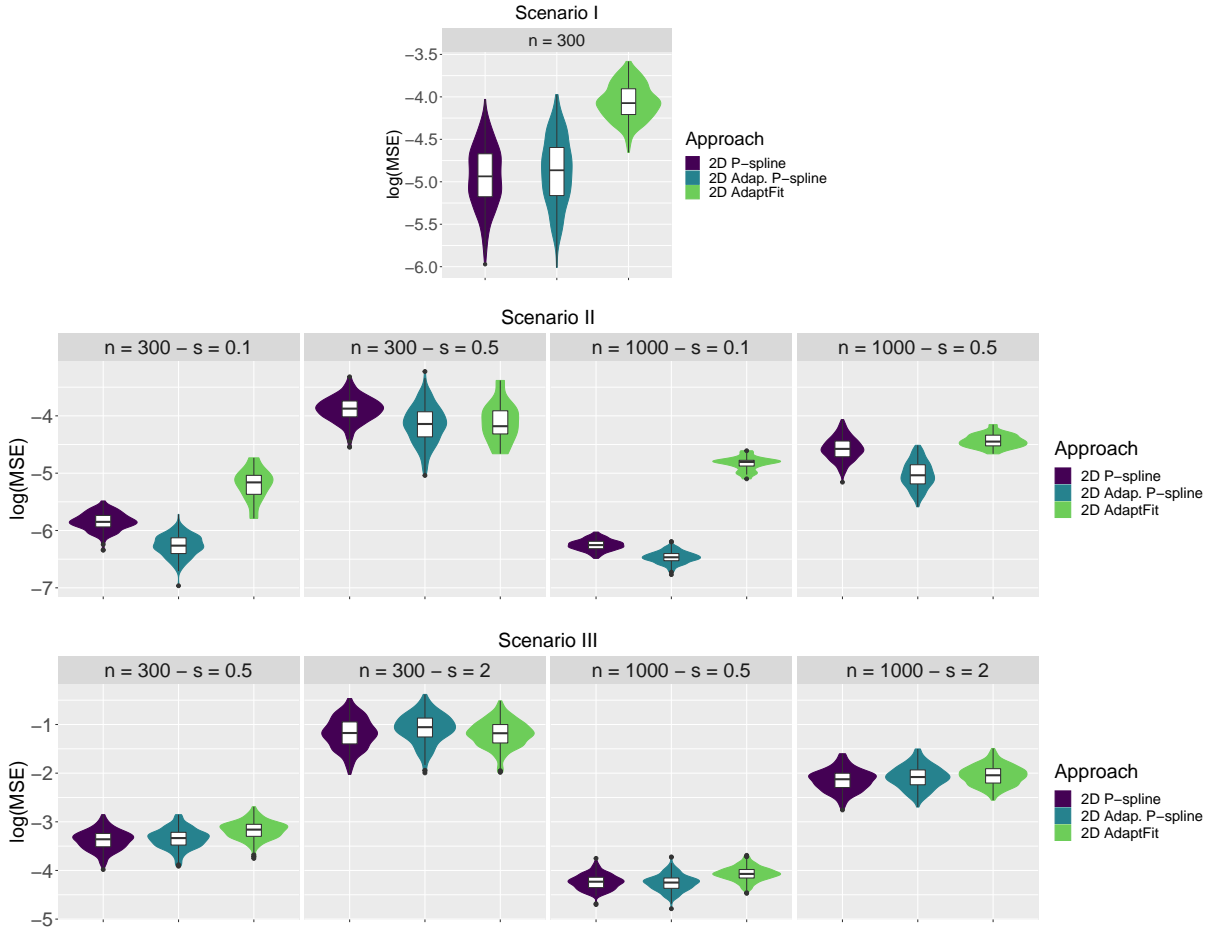 Scenario I
n = 300
log(MSE)
−3.5
−4.0
−4.5
−5.0
−5.5
−6.0
Approach
2D P−spline
2D Adap. P−spline
2D AdaptFit
Scenario II
n = 300 − s = 0.1
n = 300 − s = 0.5
n = 1000 − s = 0.1
n = 1000 − s = 0.5
log(MSE)
−4
−5
−6
−7
Approach
2D P−spline
2D Adap. P−spline
2D AdaptFit
Scenario III
n = 300 − s = 0.5
n = 300 − s = 2
n = 1000 − s = 0.5
n = 1000 − s = 2
log(MSE)
−1
−2
−3
−4
−5
Approach
2D P−spline
2D Adap. P−spline
2D AdaptFit